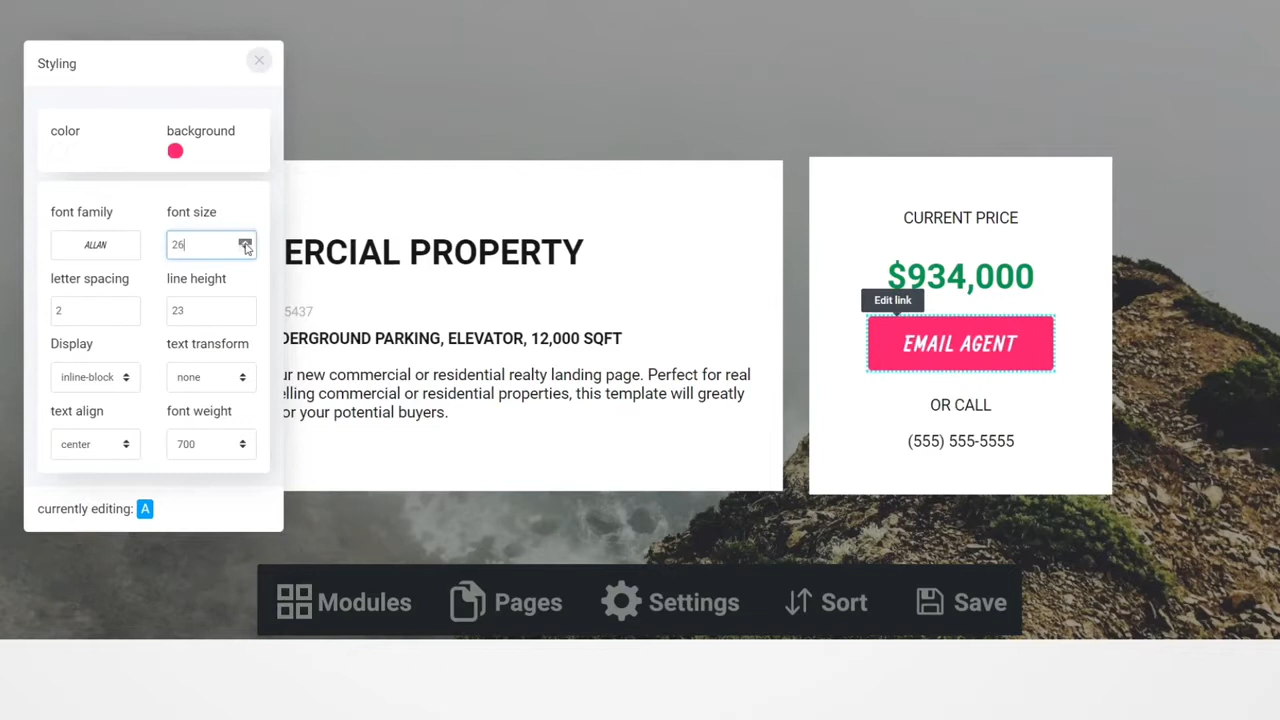 Styling
color background
font family font size
ALLAN 26
letter spacing line height
2 23
Display text transform
inline-block none
text align font weight
center 700
currently editing: A
ERCIAL PROPERTY
5437
DERGROUND PARKING, ELEVATOR, 12,000 SQFT
ur new commercial or residential realty landing page. Perfect for real
elling commercial or residential properties, this template will greatly
or your potential buyers.
CURRENT PRICE
$934,000
Edit link
EMAIL AGENT
OR CALL
(555) 555-5555
Modules Pages Settings Sort Save